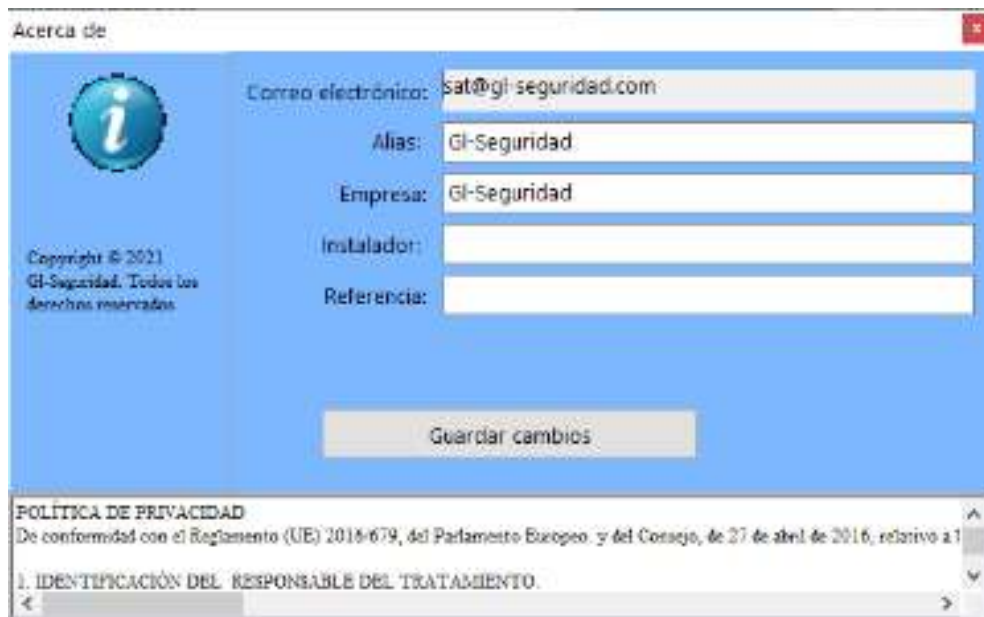 Acerca de
x
i
Correo electrónico: sat@gl-seguridad.com
Alias: Gl-Seguridad
Empresa: Gl-Seguridad
Instalador:
Referencia:
Copyright © 2021
Gl-Seguridad. Todos los
derechos reservados
Guardar cambios
POLÍTICA DE PRIVACIDAD
De conformidad con el Reglamento (UE) 2016/679, del Parlamento Europeo. y del Consejo, de 27 de abril de 2016, relativo a
1. IDENTIFICACIÓN DEL RESPONSABLE DEL TRATAMIENTO.